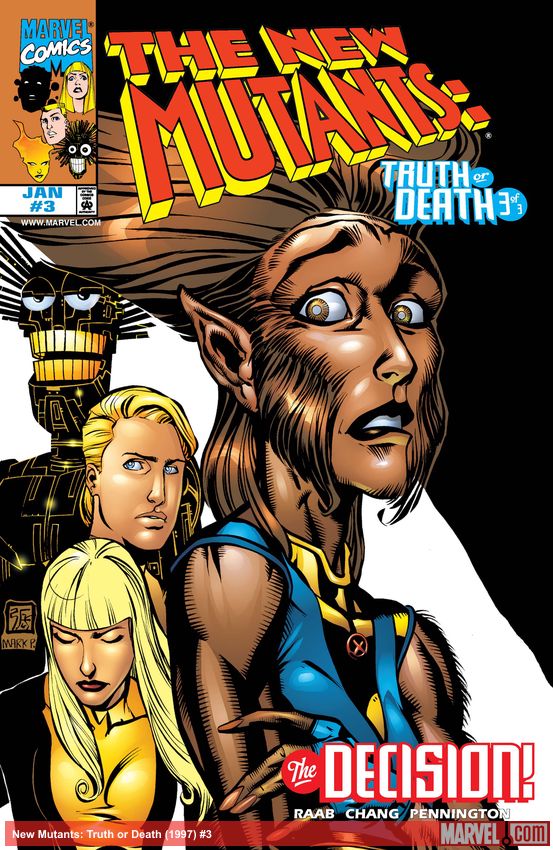 MARVEL®
COMICS
JAN
#3
WWW.MARVEL.COM
THE NEW
MUTANTS:®
TRUTH or
DEATH 3 of 3
MARK P.
The DECISION!
RAAB CHANG PENNINGTON
New Mutants: Truth or Death (1997) #3
MARVEL.com